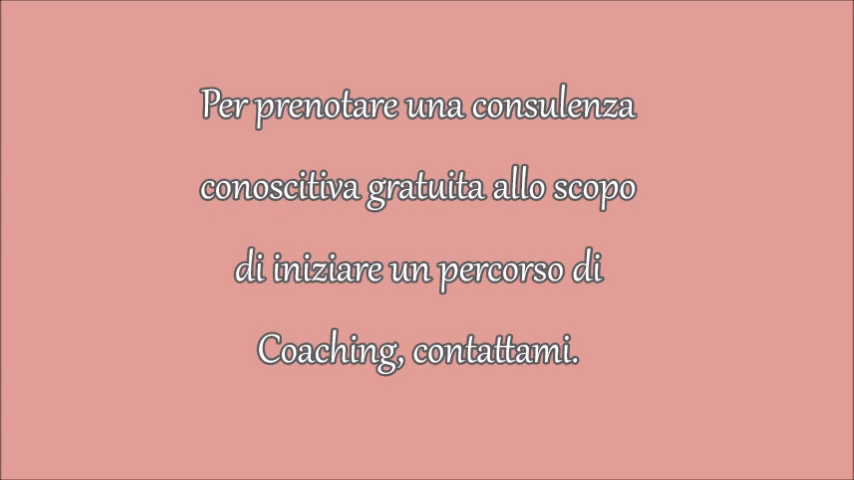 Per prenotare una consulenza
conoscitiva gratuita allo scopo
di iniziare un percorso di
Coaching, contattami.